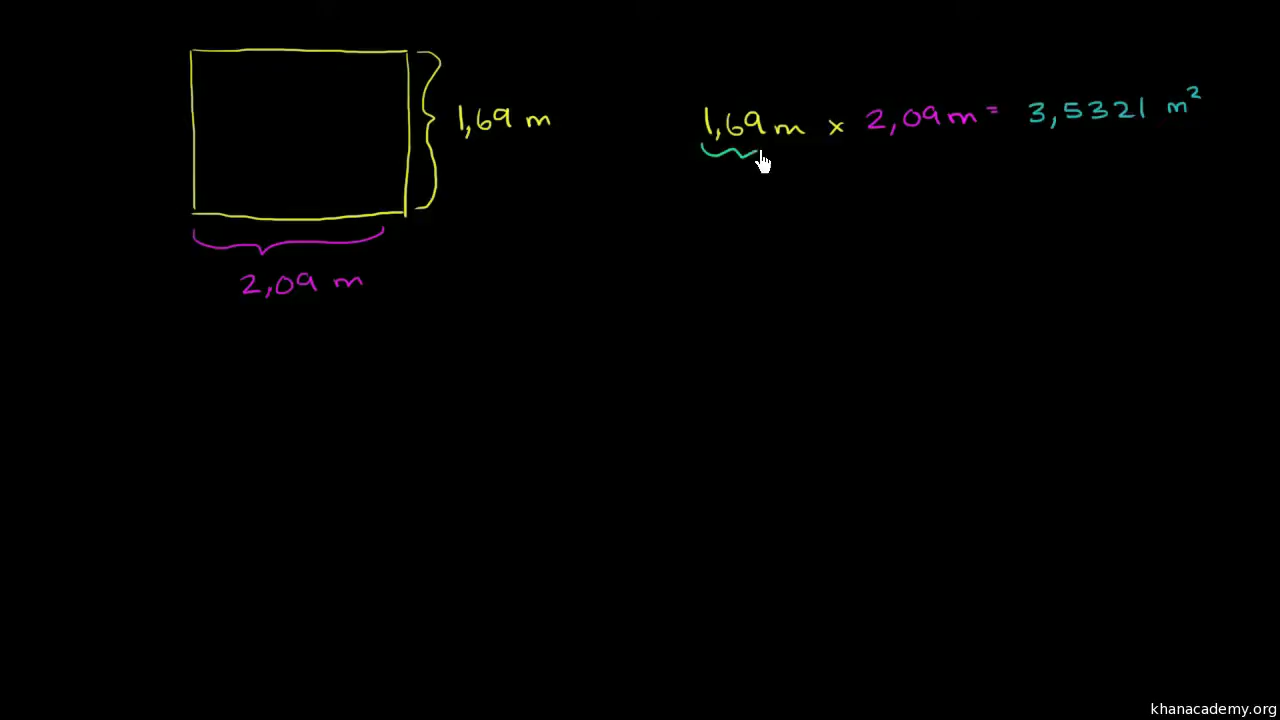 1,69 m
1,69 m x 2,09 m = 3,5321 m²
2,09 m
khanacademy.org